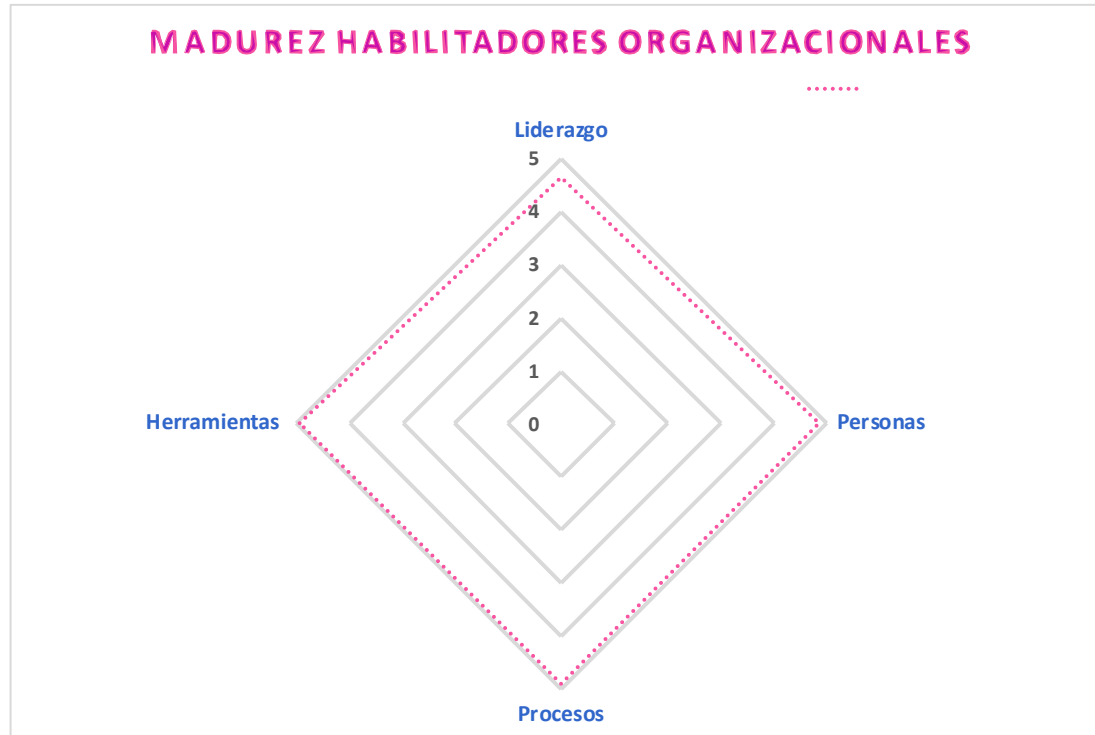 MADUREZ HABILITADORES ORGANIZACIONALES
Liderazgo
5
4
3
2
1
0
Herramientas
Personas
Procesos